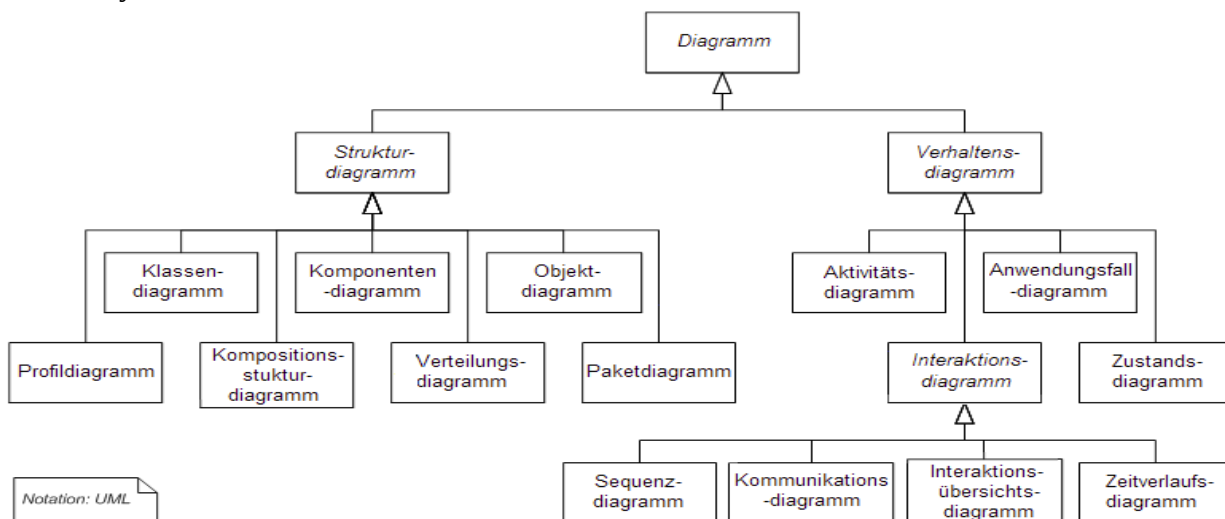 Diagramm
Struktur-
diagramm
Verhaltens-
diagramm
Klassen-
diagramm
Komponenten
-diagramm
Objekt-
diagramm
Aktivitäts-
diagramm
Anwendungsfall
-diagramm
Profildiagramm
Kompositions-
stuktur-
diagramm
Verteilungs-
diagramm
Paketdiagramm
Interaktions-
diagramm
Zustands-
diagramm
Sequenz-
diagramm
Kommunikations
-diagramm
Interaktions-
übersichts-
diagramm
Zeitverlaufs-
diagramm
Notation: UML